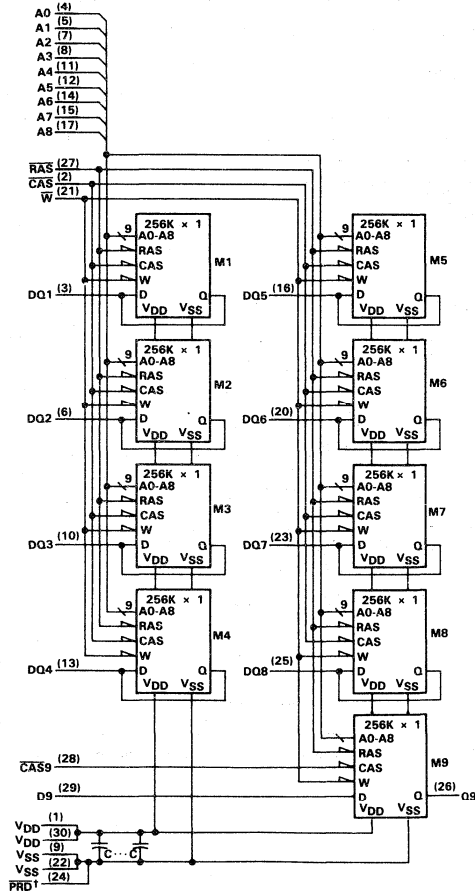 A0 (4)
A1 (5)
A2 (7)
A3 (8)
A4 (11)
A5 (12)
A6 (14)
A7 (15)
A8 (17)
RAS (27)
CAS (2)
W (21)
256K × 1
9 A0-A8
RAS
CAS
W
D Q
VDD VSS
M1
DQ1 (3)
256K × 1
9 A0-A8
RAS
CAS
W
D Q
VDD VSS
M2
DQ2 (6)
256K × 1
9 A0-A8
RAS
CAS
W
D Q
VDD VSS
M3
DQ3 (10)
256K × 1
9 A0-A8
RAS
CAS
W
D Q
VDD VSS
M4
DQ4 (13)
256K × 1
9 A0-A8
RAS
CAS
W
D Q
VDD VSS
M5
DQ5 (16)
256K × 1
9 A0-A8
RAS
CAS
W
D Q
VDD VSS
M6
DQ6 (20)
256K × 1
9 A0-A8
RAS
CAS
W
D Q
VDD VSS
M7
DQ7 (23)
256K × 1
9 A0-A8
RAS
CAS
W
D Q
VDD VSS
M8
DQ8 (25)
256K × 1
A0-A8
RAS
CAS
W
D Q
VDD VSS
M9
CAS9 (28)
D9 (29)
(26) Q9
VDD (1)
VDD (30)
VSS (9)
VSS (22)
PRD† (24)
C...C